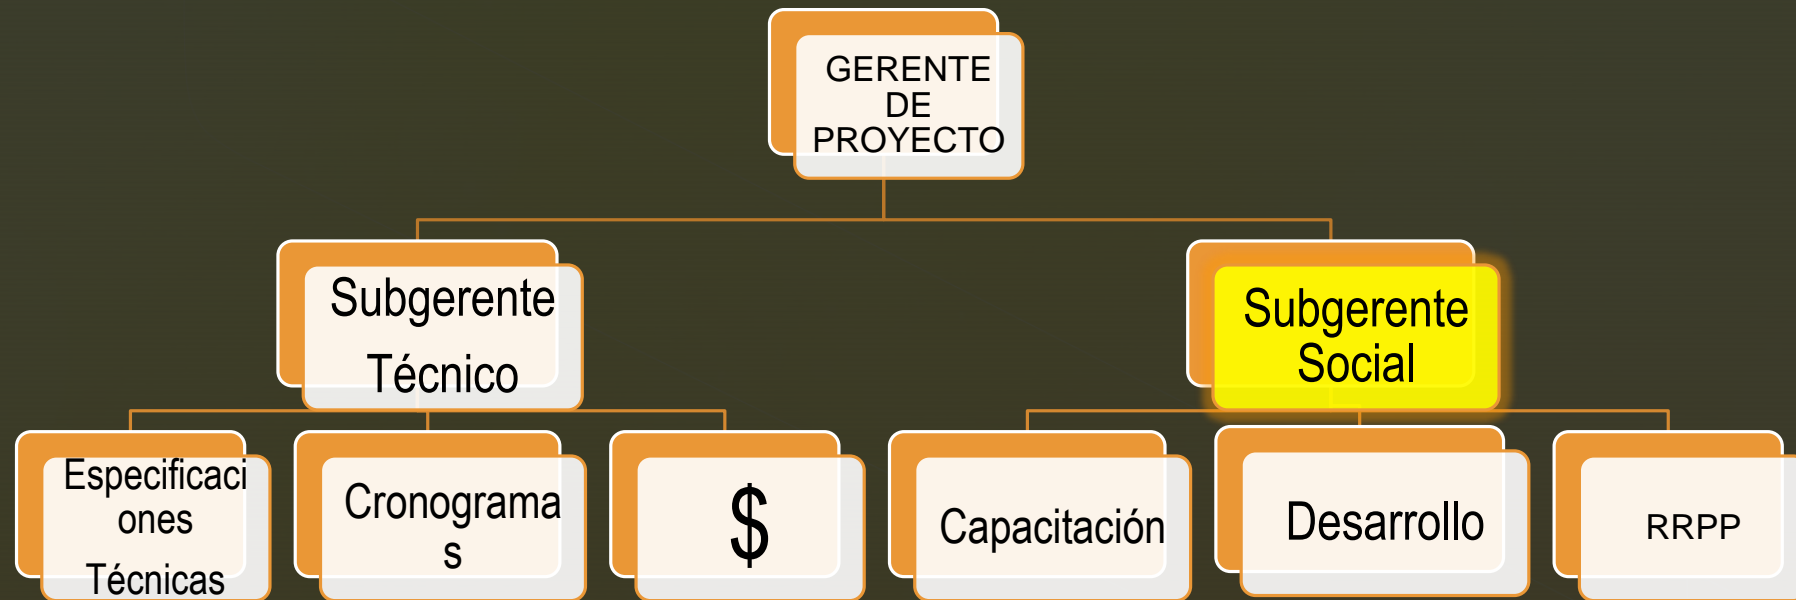 GERENTE
DE
PROYECTO
Subgerente
Técnico
Subgerente
Social
Especificaci
ones
Técnicas
Cronograma
s
$
Capacitación
Desarrollo
RRPP